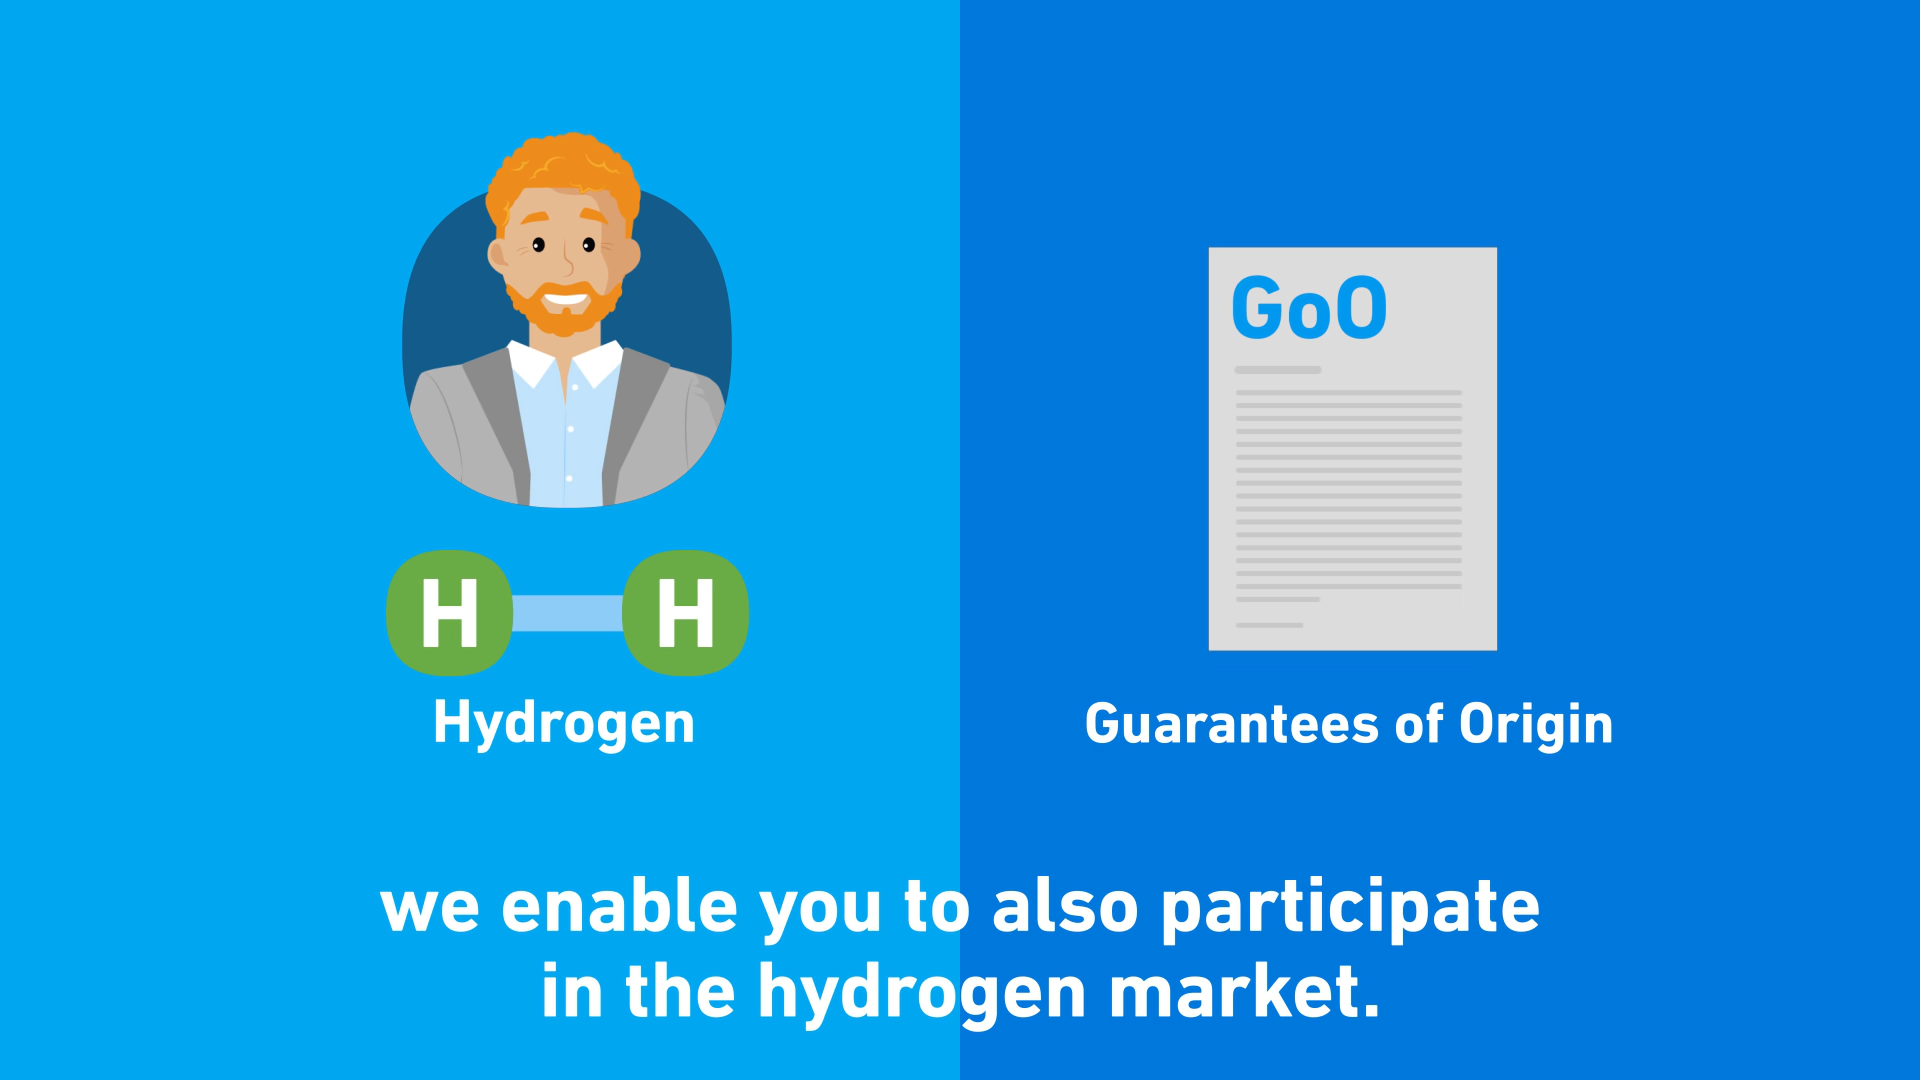 H H
Hydrogen
GoO
Guarantees of Origin
we enable you to also participate
in the hydrogen market.